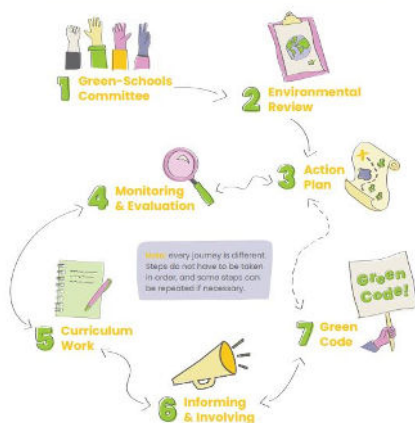 1 Green-Schools
Committee
2 Environmental
Review
3 Action
Plan
4 Monitoring
& Evaluation
every journey is different.
Steps do not have to be taken
in order, and some steps can
be repeated if necessary.
5 Curriculum
Work
6 Informing
& Involving
7 Green
Code
Green
Code!